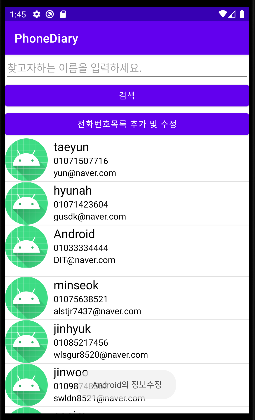 1:45
PhoneDiary
찾고자하는 이름을 입력하세요.
검색
전화번호목록 추가 및 수정
taeyun
01071507716
yun@naver.com
hyunah
01071423604
gusdk@naver.com
Android
01033334444
DIT@naver.com
minseok
01075638521
alstjr7437@naver.com
jinhyuk
01085217456
wlsgur8520@naver.com
jinwoo
Android의 정보수정
swldn8521@naver.com